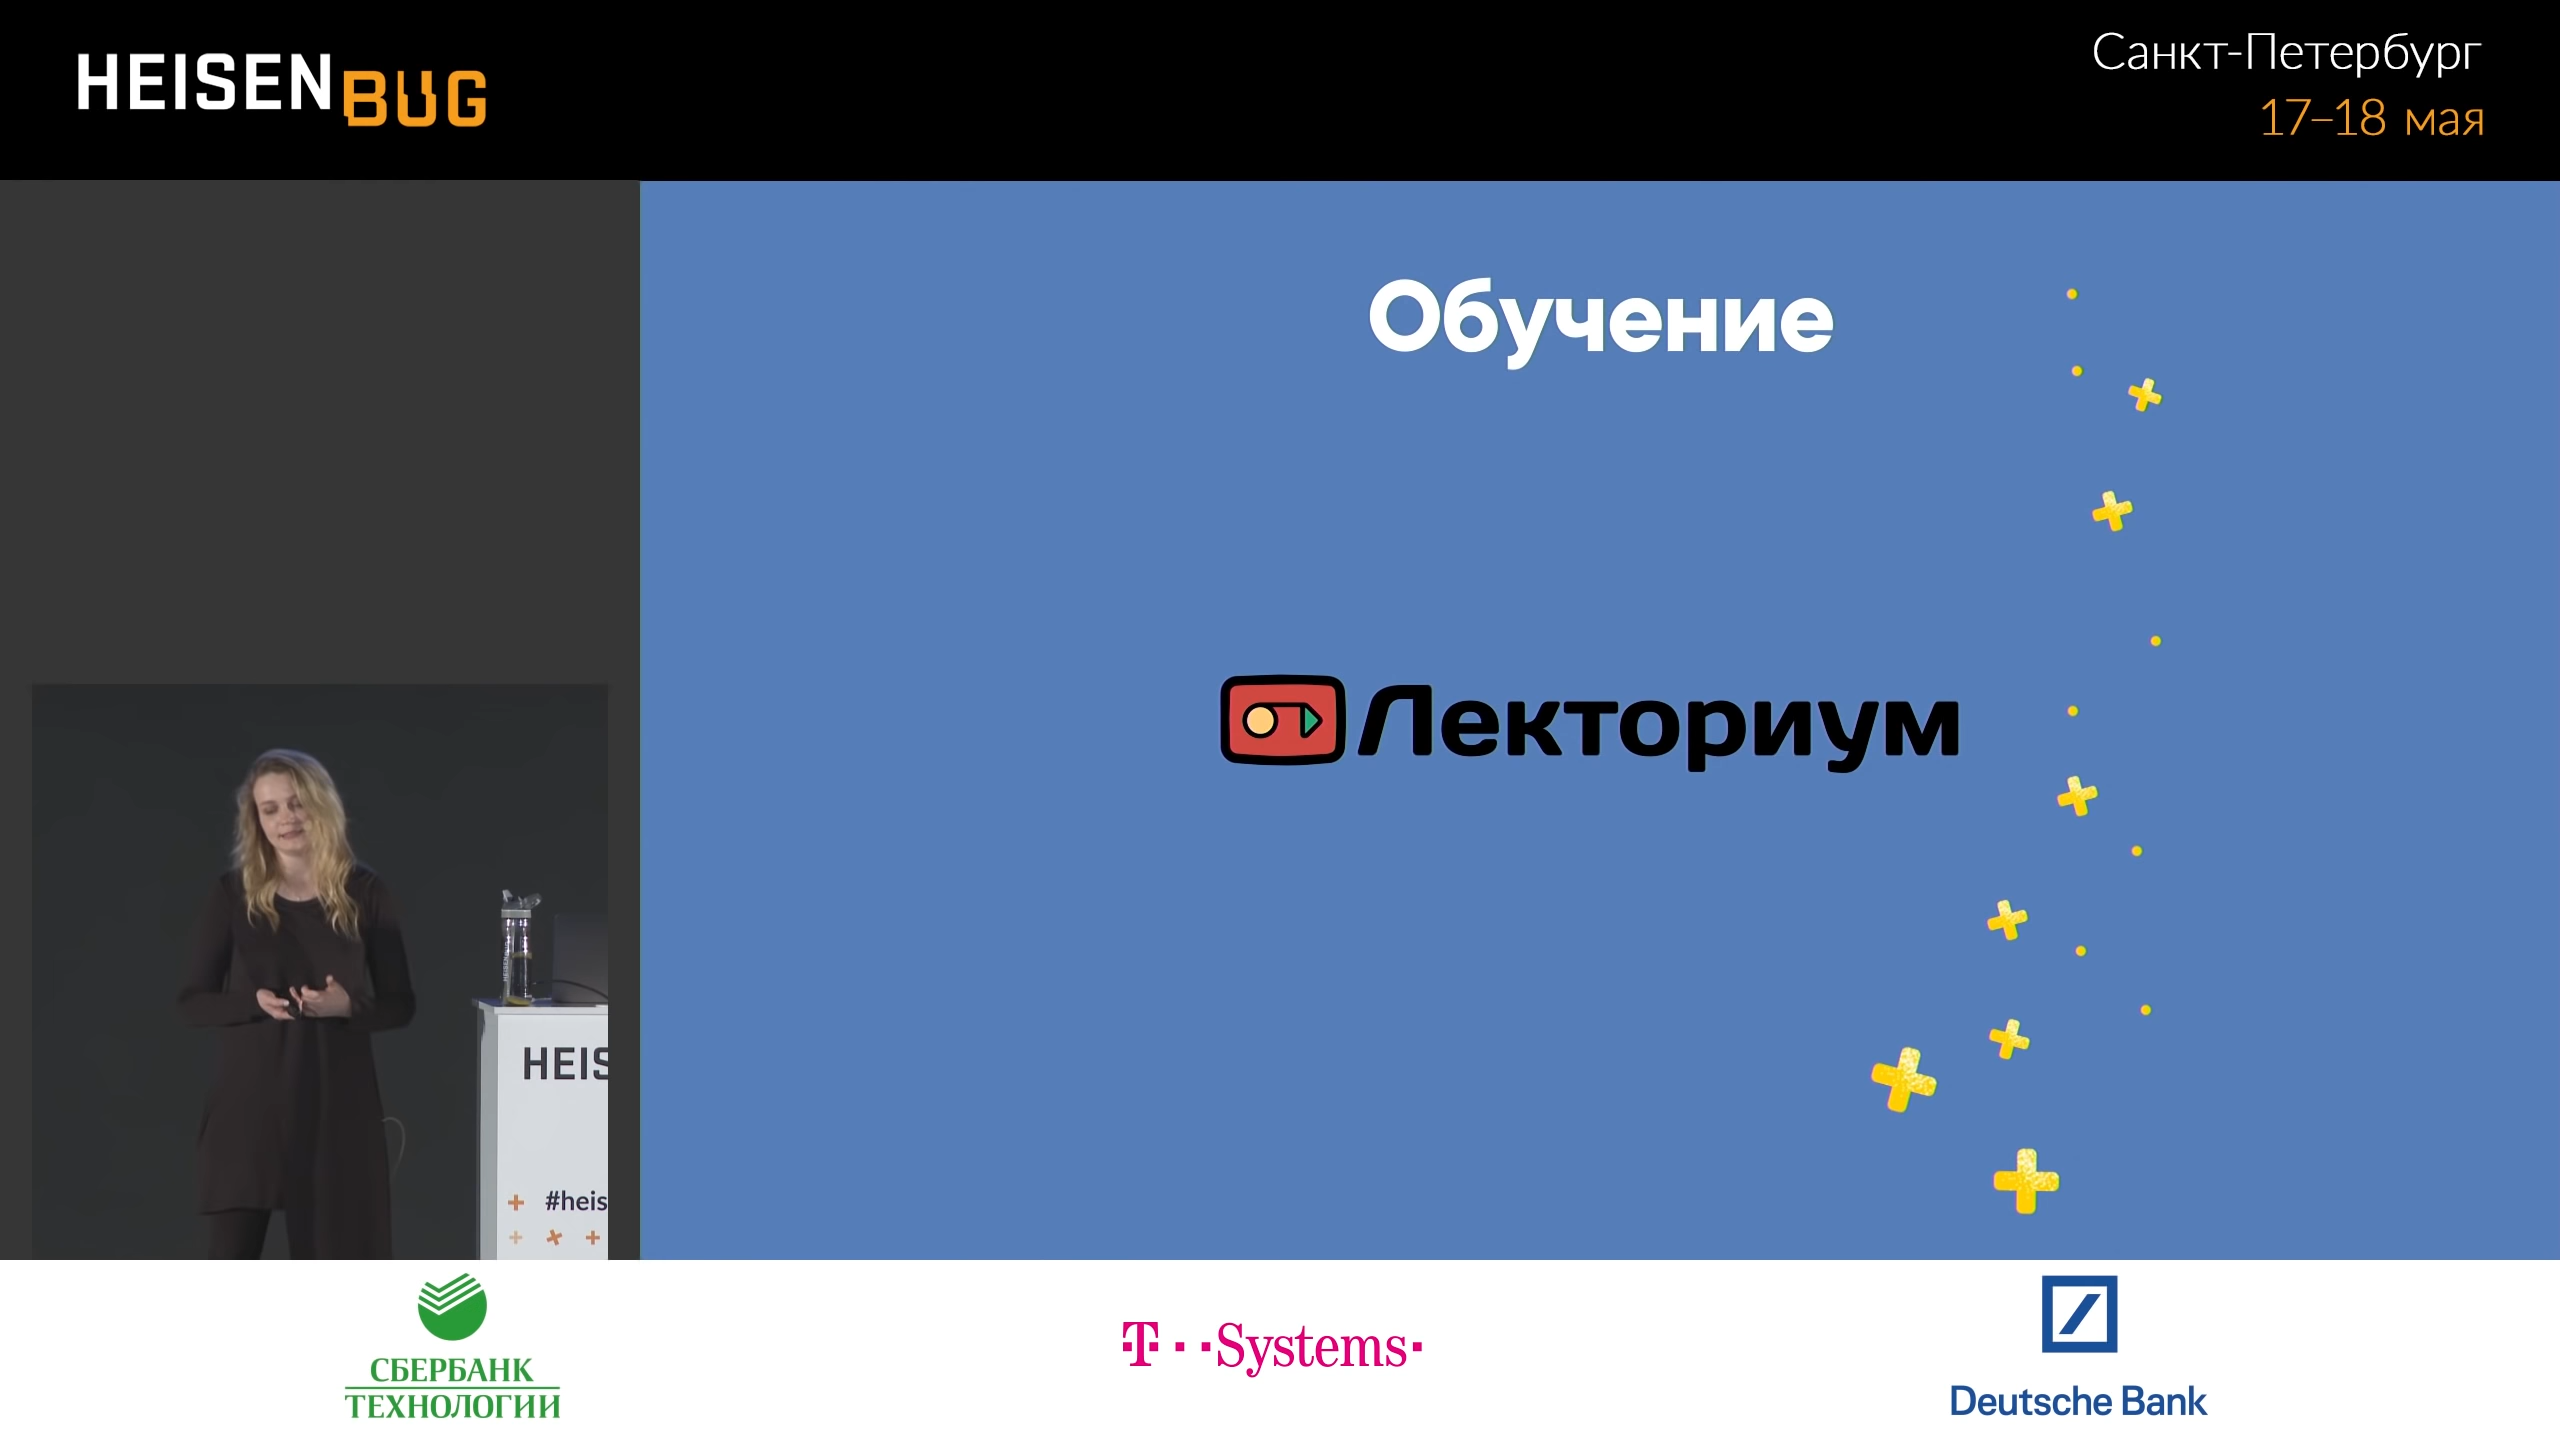 HEISENBUG
Санкт-Петербург
17–18 мая
Обучение
Лекториум
HEIS
#heis
СБЕРБАНК
ТЕХНОЛОГИИ
T··Systems·
Deutsche Bank